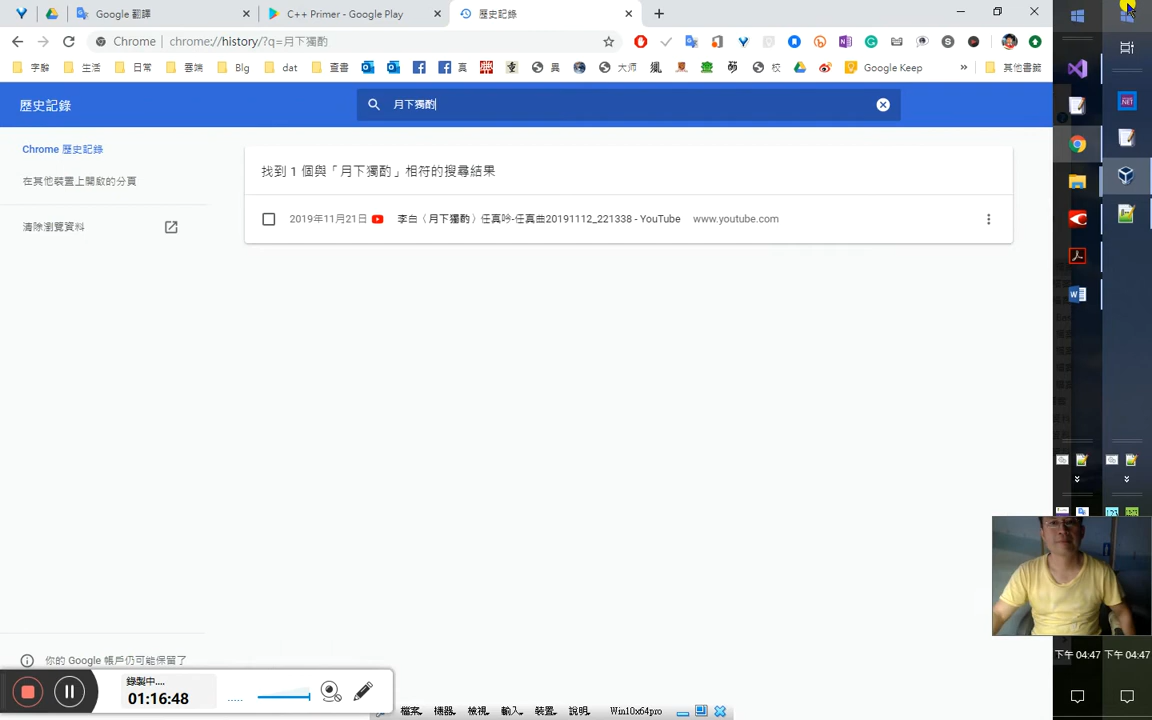 Google 翻譯
C++ Primer - Google Play
歷史記錄
Chrome
chrome://history/?q=月下獨酌
字辭
生活
日常
雲端
Blg
dat
查書
真
異
大师
校
Google Keep
»
其他書籤
歷史記錄
月下獨酌
Chrome 歷史記錄
在其他裝置上開啟的分頁
清除瀏覽資料
找到 1 個與「月下獨酌」相符的搜尋結果
2019年11月21日
李白〈月下獨酌〉任真吟-任真曲20191112_221338 - YouTube
www.youtube.com
你的 Google 帳戶仍可能保留了
錄製中....
01:16:48
檔案
機器
檢視
輸入
裝置
說明
Win10x64pro
下午 04:47
下午 04:47